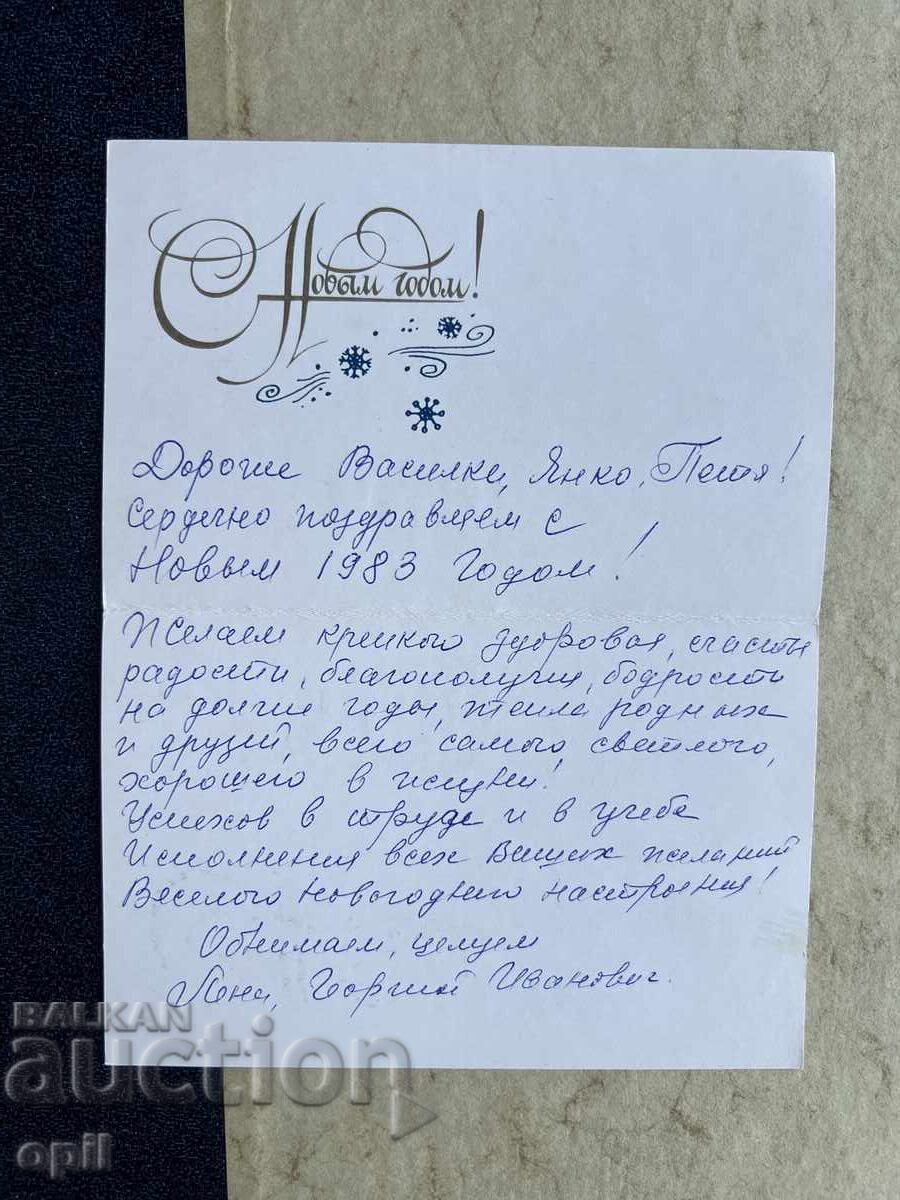 С Новым годом!
Дорогие Василки, Янко, Петя!
Сердечно поздравляем с
Новым 1983 Годом!
Желаем крепкого здоровья, счастья
радости, благополучия, бодрости
на долгие годы, тепла родных
и друзей, всего самого светлого,
хорошего в жизни!
Успехов в труде и в учебе
Исполнения всех Ваших желаний
Веселого новогоднего настроения!
Обнимаем, целуем
Георгий Иванович.
BALKAN
auction
opil